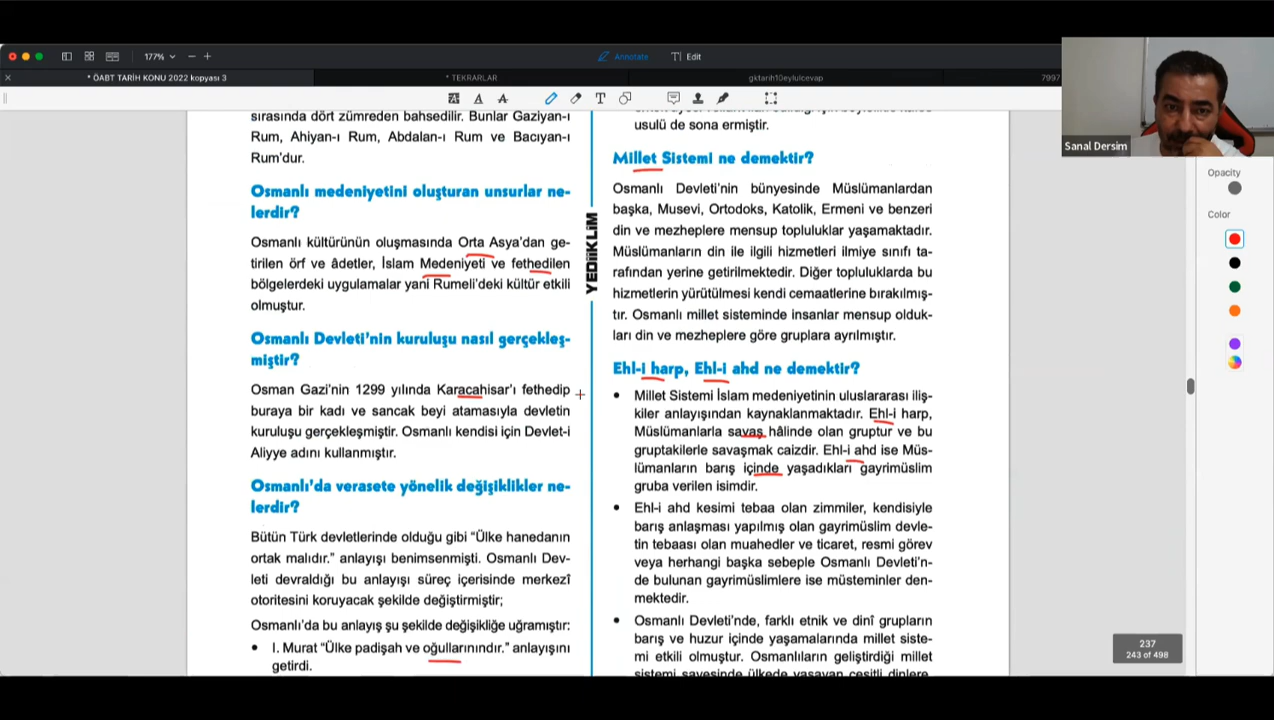 177%
Annotate
Edit
* ÖABT TARİH KONU 2022 kopyası 3
* TEKRARLAR
gktarih10eylulcevap
7997
Sanal Dersim
Opacity
Color
sırasında dört zümreden bahsedilir. Bunlar Gaziyan-ı
Rum, Ahiyan-ı Rum, Abdalan-ı Rum ve Bacıyan-ı
Rum'dur.
Osmanlı medeniyetini oluşturan unsurlar ne-
lerdir?
Osmanlı kültürünün oluşmasında Orta Asya'dan ge-
tirilen örf ve âdetler, İslam Medeniyeti ve fethedilen
bölgelerdeki uygulamalar yani Rumeli'deki kültür etkili
olmuştur.
Osmanlı Devleti'nin kuruluşu nasıl gerçekleş-
miştir?
Osman Gazi'nin 1299 yılında Karacahisar'ı fethedip
buraya bir kadı ve sancak beyi atamasıyla devletin
kuruluşu gerçekleşmiştir. Osmanlı kendisi için Devlet-i
Aliyye adını kullanmıştır.
Osmanlı'da verasete yönelik değişiklikler ne-
lerdir?
Bütün Türk devletlerinde olduğu gibi "Ülke hanedanın
ortak malıdır." anlayışı benimsenmişti. Osmanlı Dev-
leti devraldığı bu anlayışı süreç içerisinde merkezî
otoritesini koruyacak şekilde değiştirmiştir;
Osmanlı'da bu anlayış şu şekilde değişikliğe uğramıştır:
• I. Murat "Ülke padişah ve oğullarınındır." anlayışını
getirdi.
YEDİİKLİM
usulü de sona ermiştir.
Millet Sistemi ne demektir?
Osmanlı Devleti'nin bünyesinde Müslümanlardan
başka, Musevi, Ortodoks, Katolik, Ermeni ve benzeri
din ve mezheplere mensup topluluklar yaşamaktadır.
Müslümanların din ile ilgili hizmetleri ilmiye sınıfı ta-
rafından yerine getirilmektedir. Diğer topluluklarda bu
hizmetlerin yürütülmesi kendi cemaatlerine bırakılmış-
tır. Osmanlı millet sisteminde insanlar mensup olduk-
ları din ve mezheplere göre gruplara ayrılmıştır.
Ehl-i harp, Ehl-i ahd ne demektir?
• Millet Sistemi İslam medeniyetinin uluslararası iliş-
kiler anlayışından kaynaklanmaktadır. Ehl-i harp,
Müslümanlarla savaş hâlinde olan gruptur ve bu
gruptakilerle savaşmak caizdir. Ehl-i ahd ise Müs-
lümanların barış içinde yaşadıkları gayrimüslim
gruba verilen isimdir.
• Ehl-i ahd kesimi tebaa olan zimmiler, kendisiyle
barış anlaşması yapılmış olan gayrimüslim devle-
tin tebaası olan muahedler ve ticaret, resmi görev
veya herhangi başka sebeple Osmanlı Devleti'n-
de bulunan gayrimüslimlere ise müsteminler den-
mektedir.
• Osmanlı Devleti'nde, farklı etnik ve dinî grupların
barış ve huzur içinde yaşamalarında millet siste-
mi etkili olmuştur. Osmanlıların geliştirdiği millet
sistemi sayesinde ülkede yaşayan çeşitli dinlere,
237
243 of 498